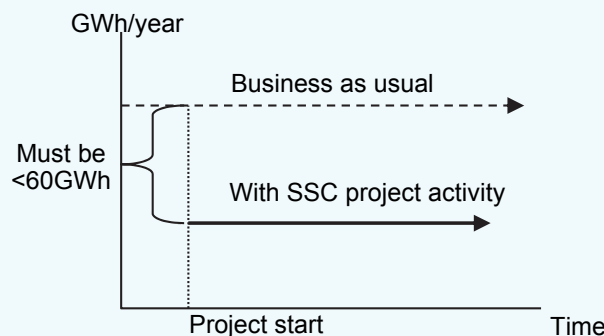 GWh/year
Business as usual
Must be
<60GWh
With SSC project activity
Project start
Time